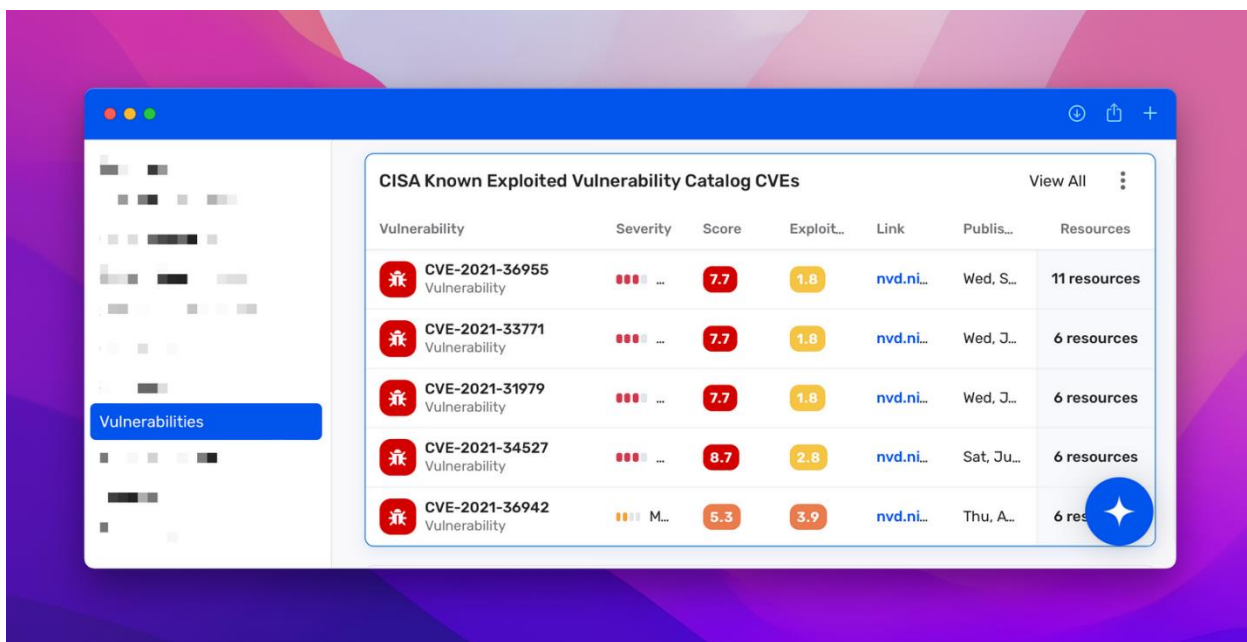 CISA Known Exploited Vulnerability Catalog CVEs View All
Vulnerability Severity Score Exploit... Link Publis... Resources
CVE-2021-36955
Vulnerability
... 7.7 1.8 nvd.ni... Wed, S... 11 resources
CVE-2021-33771
Vulnerability
... 7.7 1.8 nvd.ni... Wed, J... 6 resources
CVE-2021-31979
Vulnerability
... 7.7 1.8 nvd.ni... Wed, J... 6 resources
Vulnerabilities
CVE-2021-34527
Vulnerability
... 8.7 2.8 nvd.ni... Sat, Ju... 6 resources
CVE-2021-36942
Vulnerability
M... 5.3 3.9 nvd.ni... Thu, A... 6 res